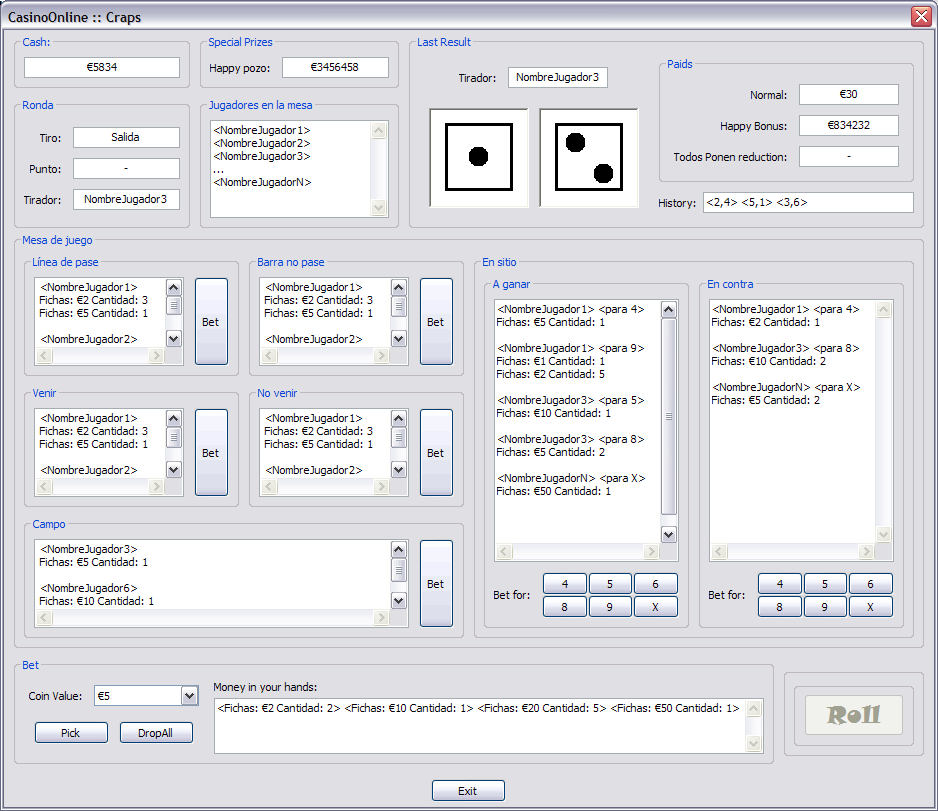 CasinoOnline :: Craps
Cash:
€5834
Special Prizes
Happy pozo:
€3456458
Ronda
Tiro:
Salida
Punto:
-
Tirador:
NombreJugador3
Jugadores en la mesa
<NombreJugador1>
<NombreJugador2>
<NombreJugador3>
...
<NombreJugadorN>
Last Result
Tirador:
NombreJugador3
Paids
Normal:
€30
Happy Bonus:
€834232
Todos Ponen reduction:
-
History:
<2,4> <5,1> <3,6>
Mesa de juego
Línea de pase
<NombreJugador1>
Fichas: €2 Cantidad: 3
Fichas: €5 Cantidad: 1
<NombreJugador2>
Bet
Barra no pase
<NombreJugador1>
Fichas: €2 Cantidad: 3
Fichas: €5 Cantidad: 1
<NombreJugador2>
Bet
Venir
<NombreJugador1>
Fichas: €2 Cantidad: 3
Fichas: €5 Cantidad: 1
<NombreJugador2>
Bet
No venir
<NombreJugador1>
Fichas: €2 Cantidad: 3
Fichas: €5 Cantidad: 1
<NombreJugador2>
Bet
Campo
<NombreJugador3>
Fichas: €5 Cantidad: 1
<NombreJugador6>
Fichas: €10 Cantidad: 1
Bet
En sitio
A ganar
<NombreJugador1> <para 4>
Fichas: €5 Cantidad: 1
<NombreJugador1> <para 9>
Fichas: €1 Cantidad: 1
Fichas: €2 Cantidad: 5
<NombreJugador3> <para 5>
Fichas: €10 Cantidad: 1
<NombreJugador3> <para 8>
Fichas: €5 Cantidad: 2
<NombreJugadorN> <para X>
Fichas: €50 Cantidad: 1
Bet for:
4 5 6
8 9 X
En contra
<NombreJugador1> <para 4>
Fichas: €2 Cantidad: 1
<NombreJugador3> <para 8>
Fichas: €10 Cantidad: 2
<NombreJugadorN> <para X>
Fichas: €5 Cantidad: 2
Bet for:
4 5 6
8 9 X
Bet
Coin Value:
€5
Pick
DropAll
Money in your hands:
<Fichas: €2 Cantidad: 2> <Fichas: €10 Cantidad: 1> <Fichas: €20 Cantidad: 5> <Fichas: €50 Cantidad: 1>
Roll
Exit